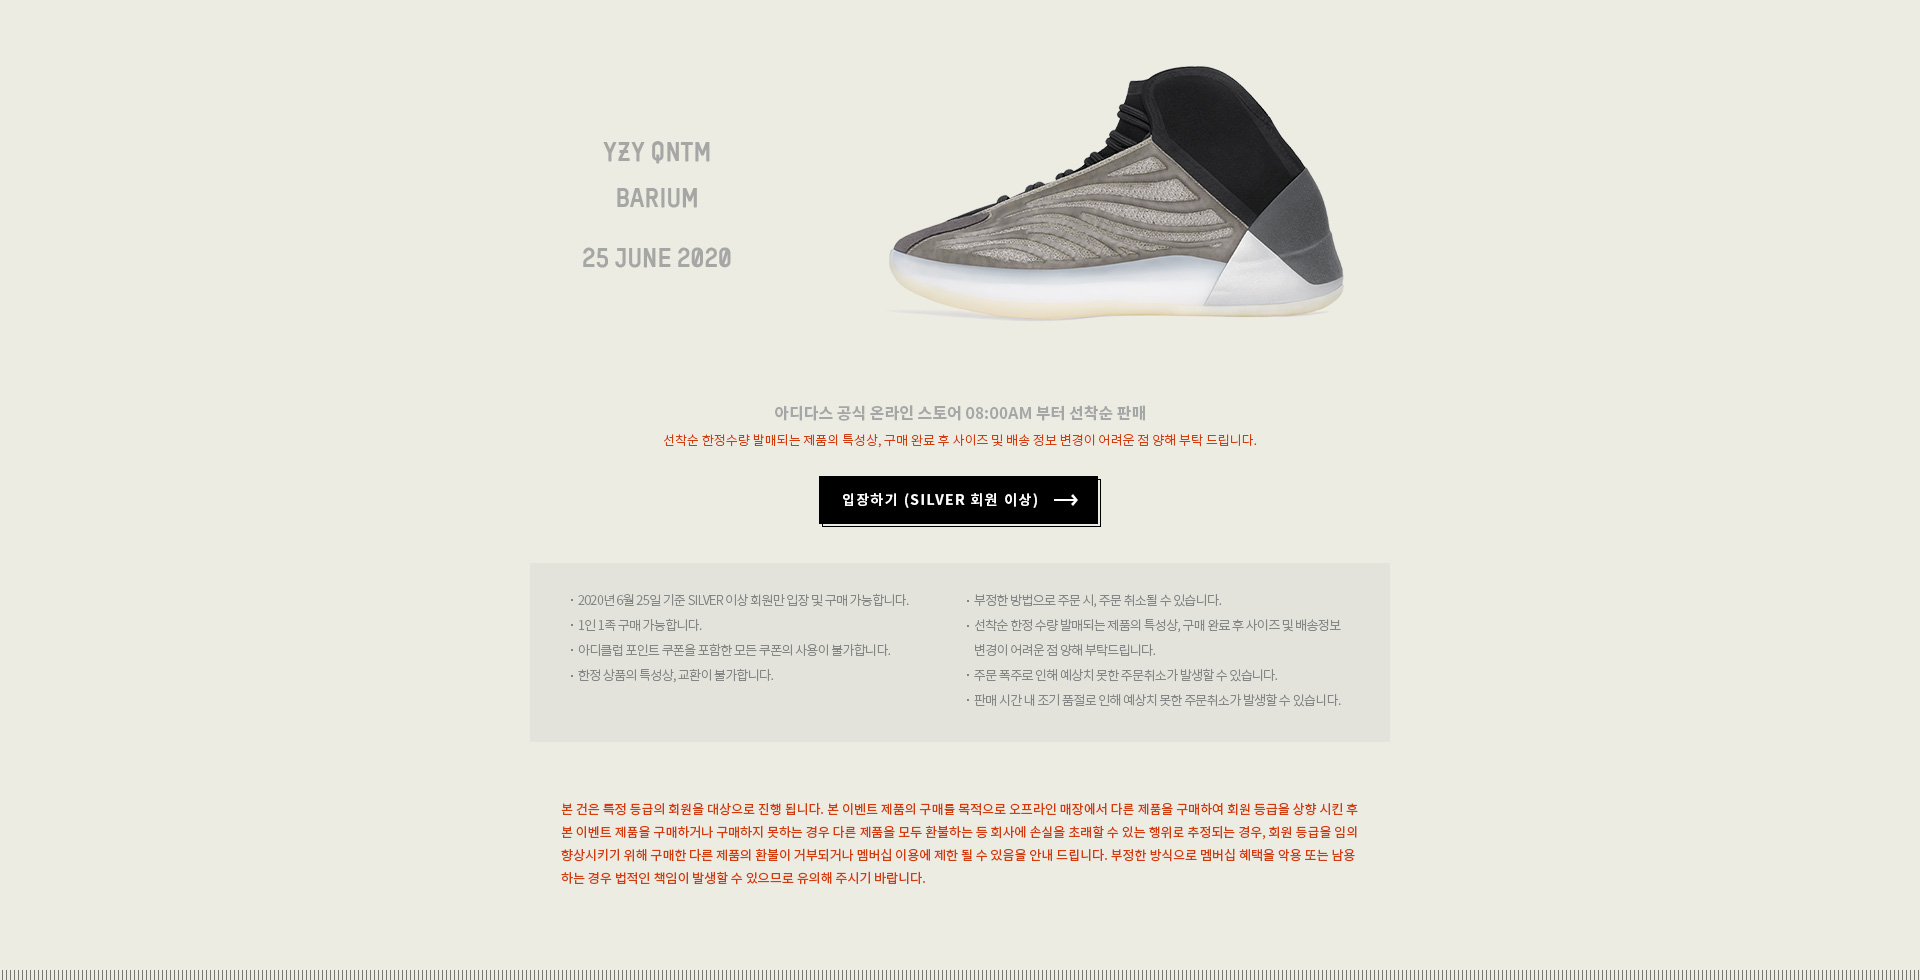 YZY QNTM
BARIUM
25 JUNE 2020
아디다스 공식 온라인 스토어 08:00AM 부터 선착순 판매
선착순 한정수량 발매되는 제품의 특성상, 구매 완료 후 사이즈 및 배송 정보 변경이 어려운 점 양해 부탁 드립니다.
입장하기 (SILVER 회원 이상)
· 2020년 6월 25일 기준 SILVER 이상 회원만 입장 및 구매 가능합니다.
· 1인 1족 구매 가능합니다.
· 아디클럽 포인트 쿠폰을 포함한 모든 쿠폰의 사용이 불가합니다.
· 한정 상품의 특성상, 교환이 불가합니다.
· 부정한 방법으로 주문 시, 주문 취소될 수 있습니다.
· 선착순 한정 수량 발매되는 제품의 특성상, 구매 완료 후 사이즈 및 배송정보
변경이 어려운 점 양해 부탁드립니다.
· 주문 폭주로 인해 예상치 못한 주문취소가 발생할 수 있습니다.
· 판매 시간 내 조기 품절로 인해 예상치 못한 주문취소가 발생할 수 있습니다.
본 건은 특정 등급의 회원을 대상으로 진행 됩니다. 본 이벤트 제품의 구매를 목적으로 오프라인 매장에서 다른 제품을 구매하여 회원 등급을 상향 시킨 후
본 이벤트 제품을 구매하거나 구매하지 못하는 경우 다른 제품을 모두 환불하는 등 회사에 손실을 초래할 수 있는 행위로 추정되는 경우, 회원 등급을 임의
향상시키기 위해 구매한 다른 제품의 환불이 거부되거나 멤버십 이용에 제한 될 수 있음을 안내 드립니다. 부정한 방식으로 멤버십 혜택을 악용 또는 남용
하는 경우 법적인 책임이 발생할 수 있으므로 유의해 주시기 바랍니다.